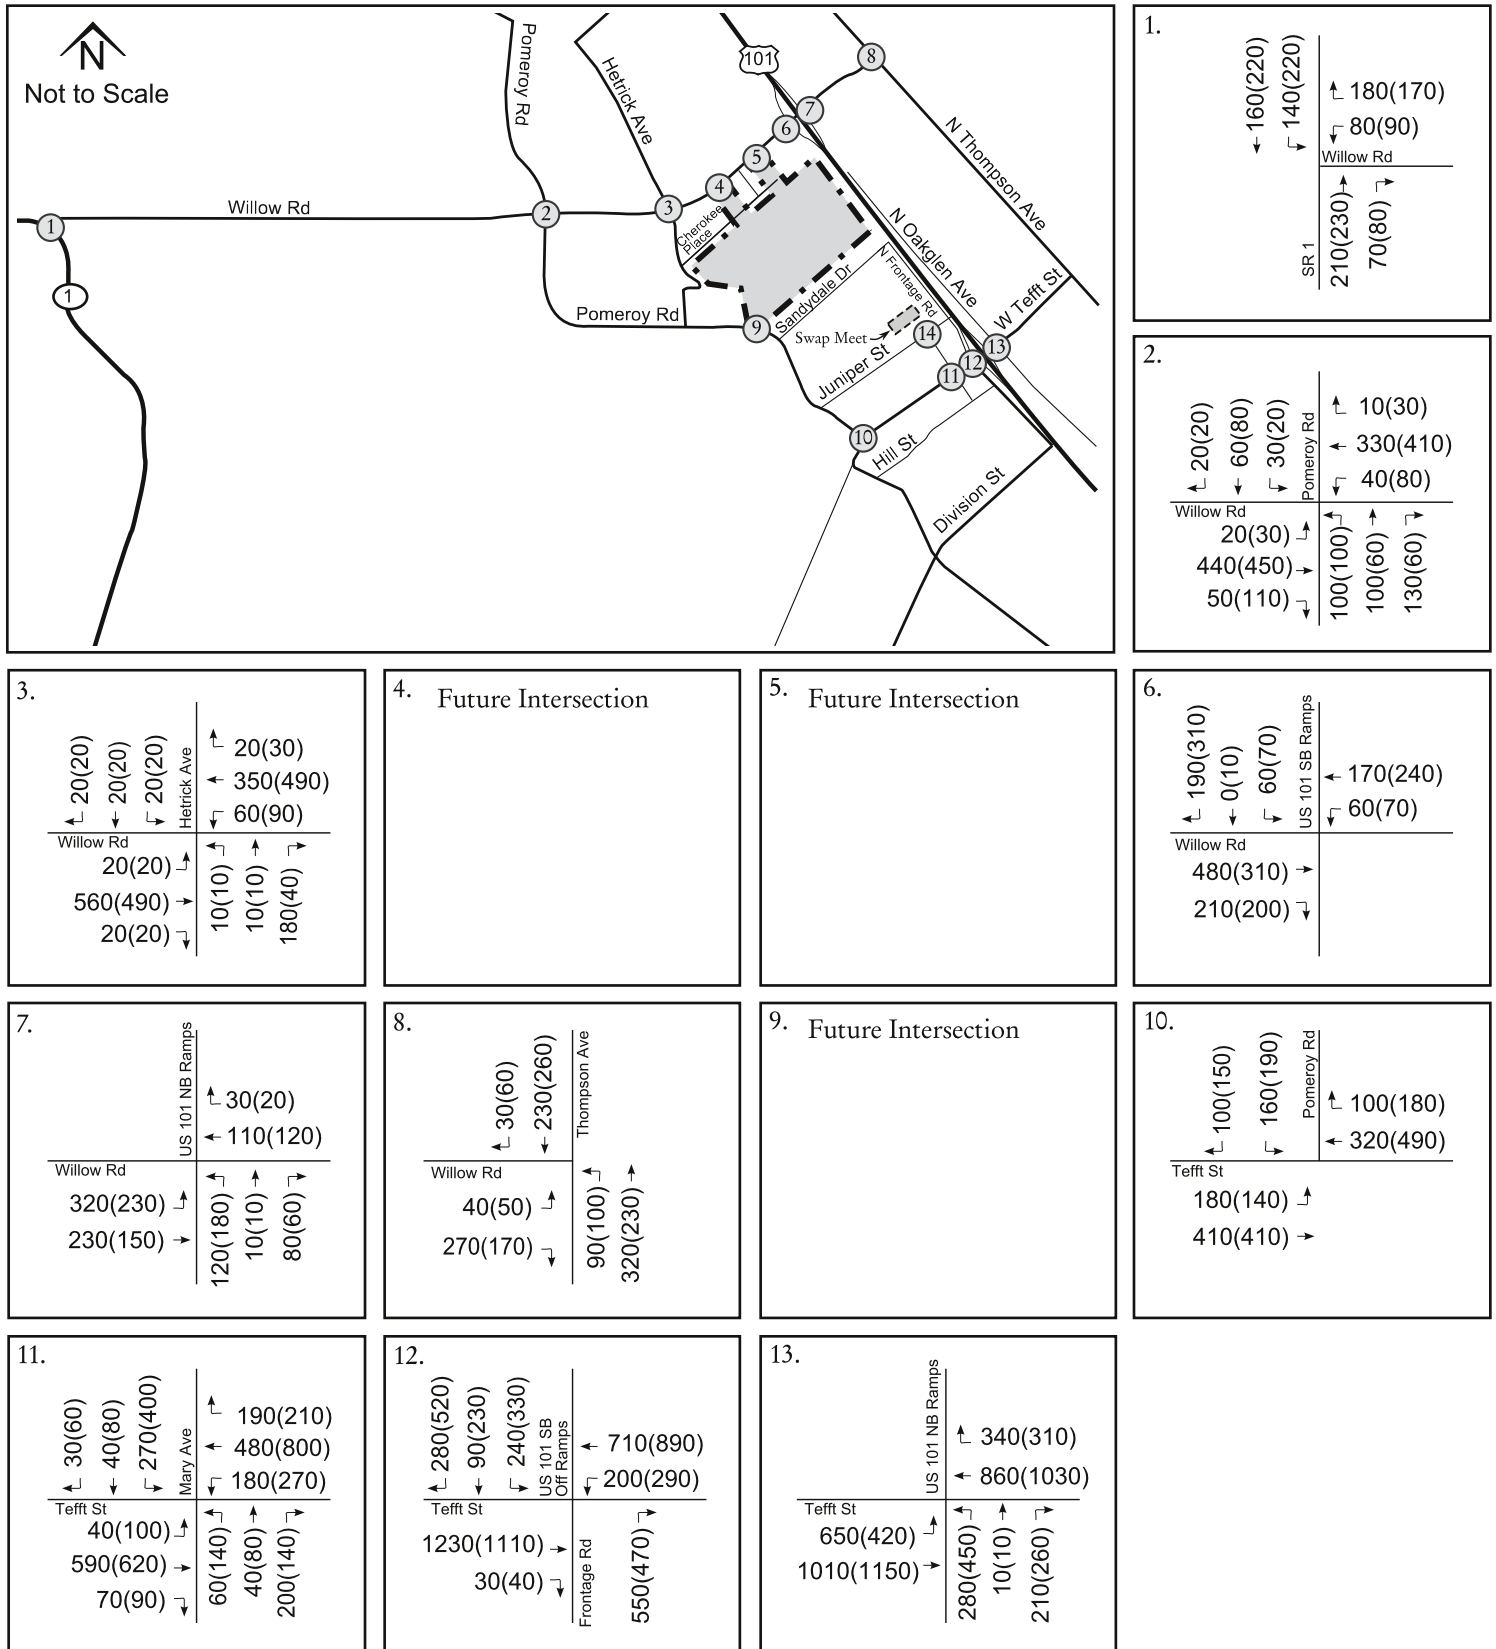 N
Not to Scale
Pomeroy Rd
Hetrick Ave
101
8
7
6
5
4
3
2
1
Willow Rd
N Thompson Ave
Cherokee
Place
N Oakglen Ave
N Frontage Rd
Sandydale Dr
W Tefft St
1
Pomeroy Rd
9
Swap Meet
14
13
12
11
Juniper St
10
Hill St
Division St
1.
160(220)
140(220)
180(170)
80(90)
Willow Rd
SR 1
210(230)
70(80)
2.
20(20)
60(80)
30(20)
Pomeroy Rd
10(30)
330(410)
40(80)
Willow Rd
20(30)
440(450)
50(110)
100(100)
100(60)
130(60)
3.
20(20)
20(20)
20(20)
Hetrick Ave
20(30)
350(490)
60(90)
Willow Rd
20(20)
560(490)
20(20)
10(10)
10(10)
180(40)
4. Future Intersection
5. Future Intersection
6.
190(310)
0(10)
60(70)
US 101 SB Ramps
170(240)
60(70)
Willow Rd
480(310)
210(200)
7.
US 101 NB Ramps
30(20)
110(120)
Willow Rd
320(230)
230(150)
120(180)
10(10)
80(60)
8.
30(60)
230(260)
Thompson Ave
Willow Rd
40(50)
270(170)
90(100)
320(230)
9. Future Intersection
10.
100(150)
160(190)
Pomeroy Rd
100(180)
320(490)
Tefft St
180(140)
410(410)
11.
30(60)
40(80)
270(400)
Mary Ave
190(210)
480(800)
180(270)
Tefft St
40(100)
590(620)
70(90)
60(140)
40(80)
200(140)
12.
280(520)
90(230)
240(330)
US 101 SB
Off Ramps
710(890)
200(290)
Tefft St
1230(1110)
30(40)
Frontage Rd
550(470)
13.
US 101 NB Ramps
340(310)
860(1030)
Tefft St
650(420)
1010(1150)
280(450)
10(10)
210(260)